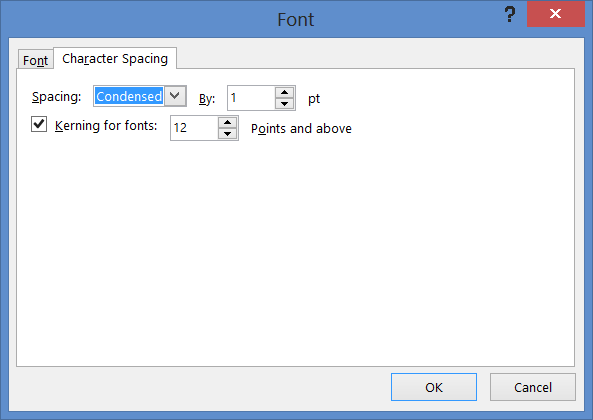 Font
?
Font Character Spacing
Spacing: Condensed By: 1 pt
Kerning for fonts: 12 Points and above
OK Cancel